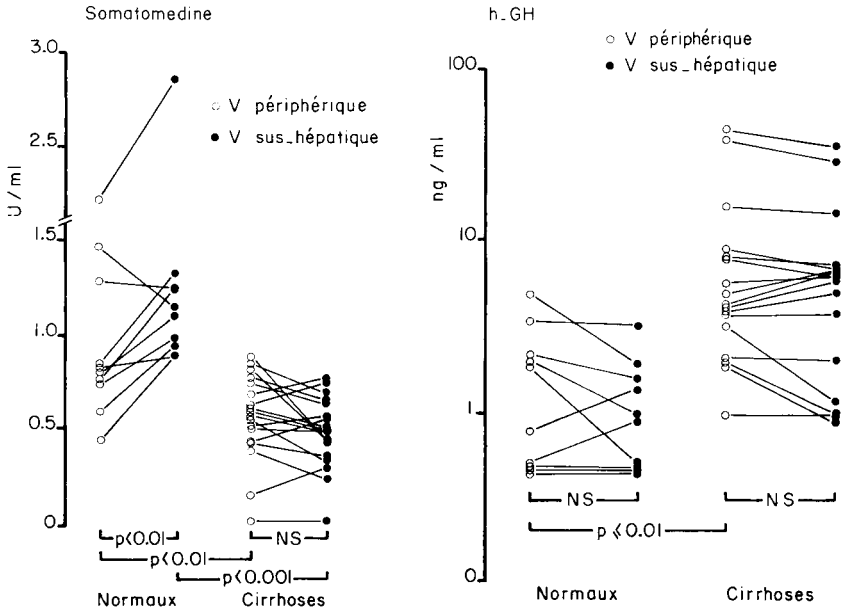 Somatomedine
3.0
2.5
1.5
1.0
0.5
0
U/ml
○ V périphérique
● V sus_hépatique
p<0.01
NS
p<0.01
p<0.001
Normaux
Cirrhoses
h_GH
○ V périphérique
● V sus_hépatique
100
10
1
0
ng/ml
NS
NS
p⩽0.01
Normaux
Cirrhoses